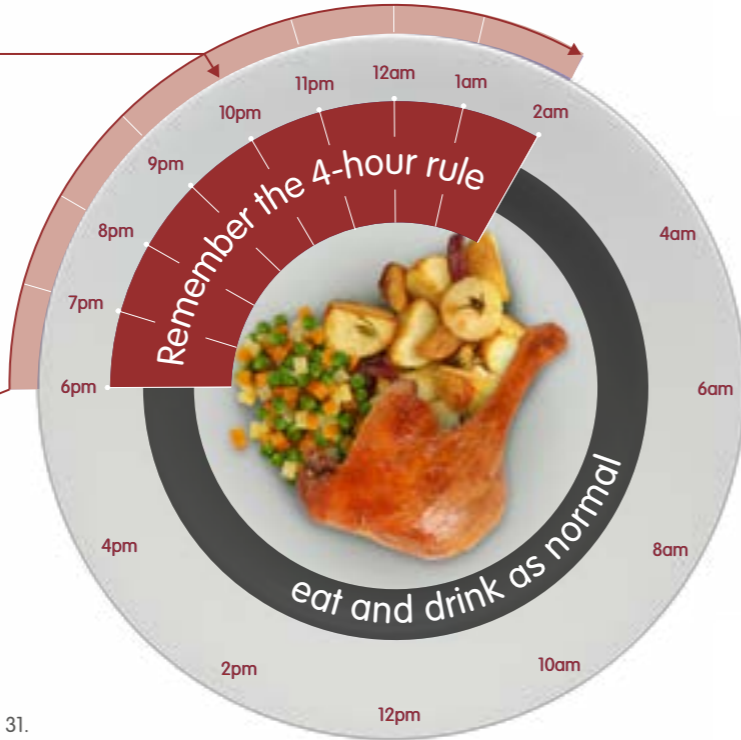 12am
1am
2am
4am
6am
8am
10am
12pm
2pm
4pm
6pm
7pm
8pm
9pm
10pm
11pm
Remember the 4-hour rule
eat and drink as normal
31.